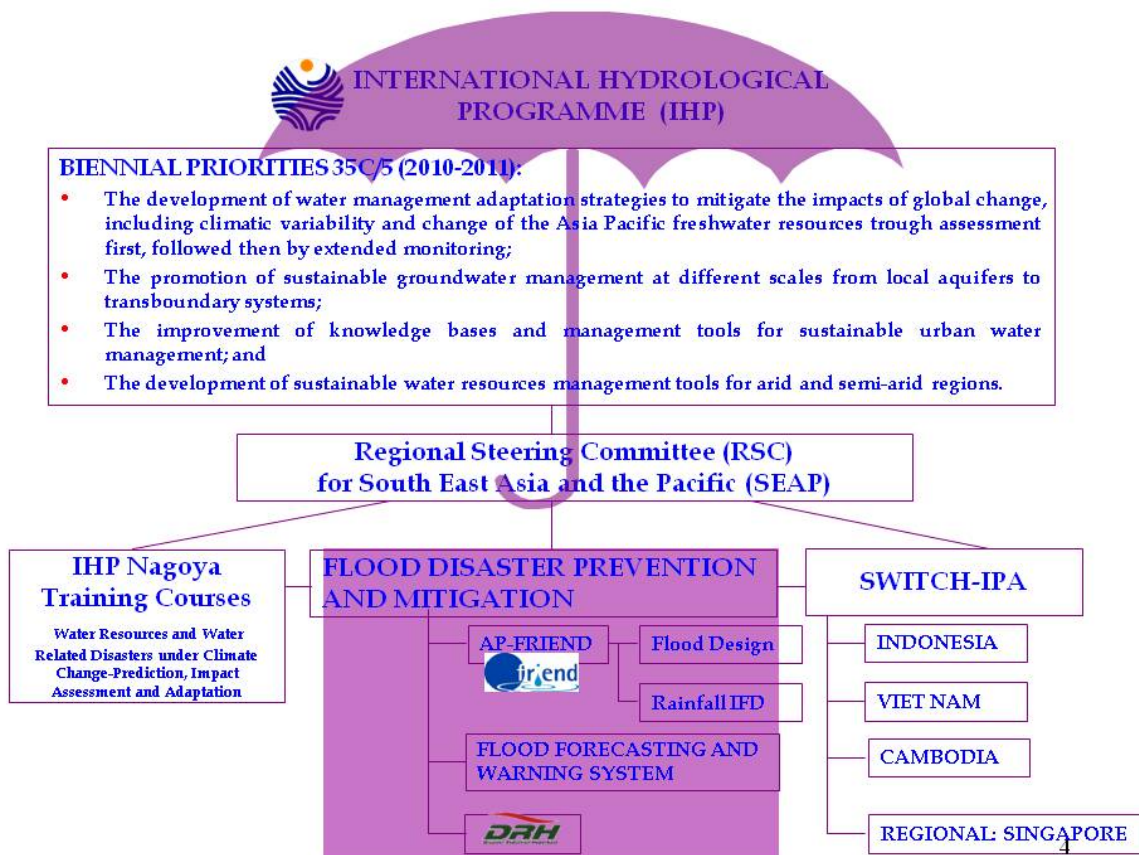 INTERNATIONAL HYDROLOGICAL
PROGRAMME (IHP)
BIENNIAL PRIORITIES 35C/5 (2010-2011):
• The development of water management adaptation strategies to mitigate the impacts of global change,
including climatic variability and change of the Asia Pacific freshwater resources trough assessment
first, followed then by extended monitoring;
• The promotion of sustainable groundwater management at different scales from local aquifers to
transboundary systems;
• The improvement of knowledge bases and management tools for sustainable urban water
management; and
• The development of sustainable water resources management tools for arid and semi-arid regions.
Regional Steering Committee (RSC)
for South East Asia and the Pacific (SEAP)
IHP Nagoya
Training Courses
Water Resources and Water
Related Disasters under Climate
Change-Prediction, Impact
Assessment and Adaptation
FLOOD DISASTER PREVENTION
AND MITIGATION
AP-FRIEND
friend
Flood Design
Rainfall IFD
FLOOD FORECASTING AND
WARNING SYSTEM
DRH
SWITCH-IPA
INDONESIA
VIET NAM
CAMBODIA
REGIONAL: SINGAPORE
4